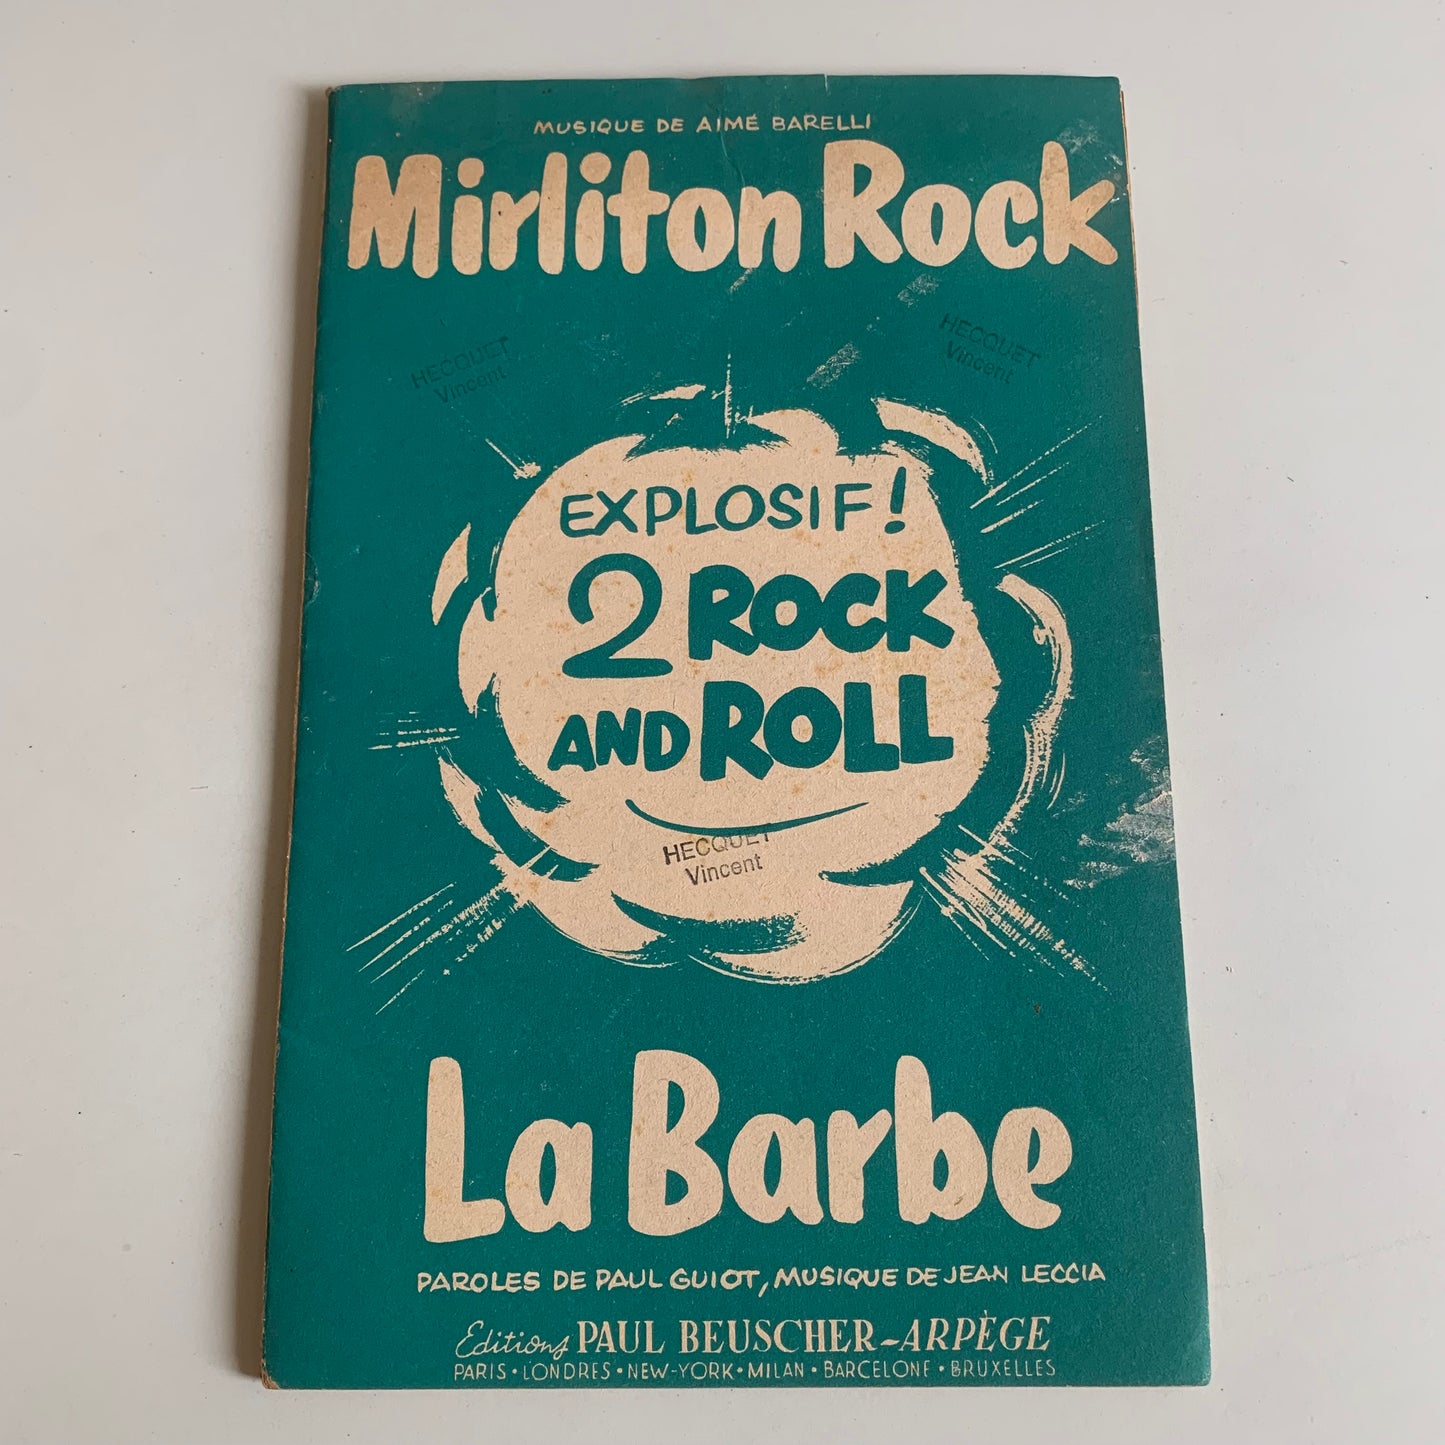 MUSIQUE DE AIMÉ BARELLI
Mirliton Rock
HECQUET
Vincent
HECQUET
Vincent
EXPLOSIF!
2 ROCK
AND ROLL
HECQUET
Vincent
La Barbe
PAROLES DE PAUL GUIOT, MUSIQUE DE JEAN LECCIA
Editions PAUL BEUSCHER-ARPÈGE
PARIS • LONDRES • NEW-YORK • MILAN • BARCELONE • BRUXELLES